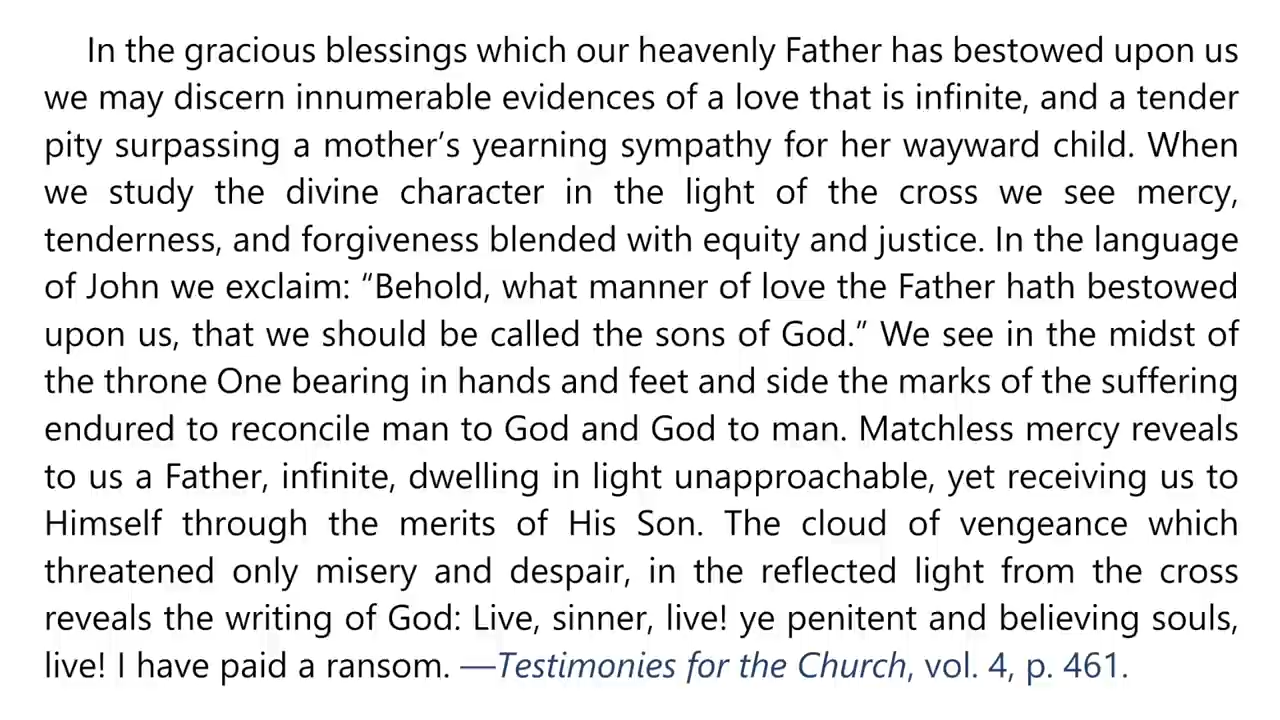 In the gracious blessings which our heavenly Father has bestowed upon us
we may discern innumerable evidences of a love that is infinite, and a tender
pity surpassing a mother’s yearning sympathy for her wayward child. When
we study the divine character in the light of the cross we see mercy,
tenderness, and forgiveness blended with equity and justice. In the language
of John we exclaim: “Behold, what manner of love the Father hath bestowed
upon us, that we should be called the sons of God.” We see in the midst of
the throne One bearing in hands and feet and side the marks of the suffering
endured to reconcile man to God and God to man. Matchless mercy reveals
to us a Father, infinite, dwelling in light unapproachable, yet receiving us to
Himself through the merits of His Son. The cloud of vengeance which
threatened only misery and despair, in the reflected light from the cross
reveals the writing of God: Live, sinner, live! ye penitent and believing souls,
live! I have paid a ransom. —Testimonies for the Church, vol. 4, p. 461.